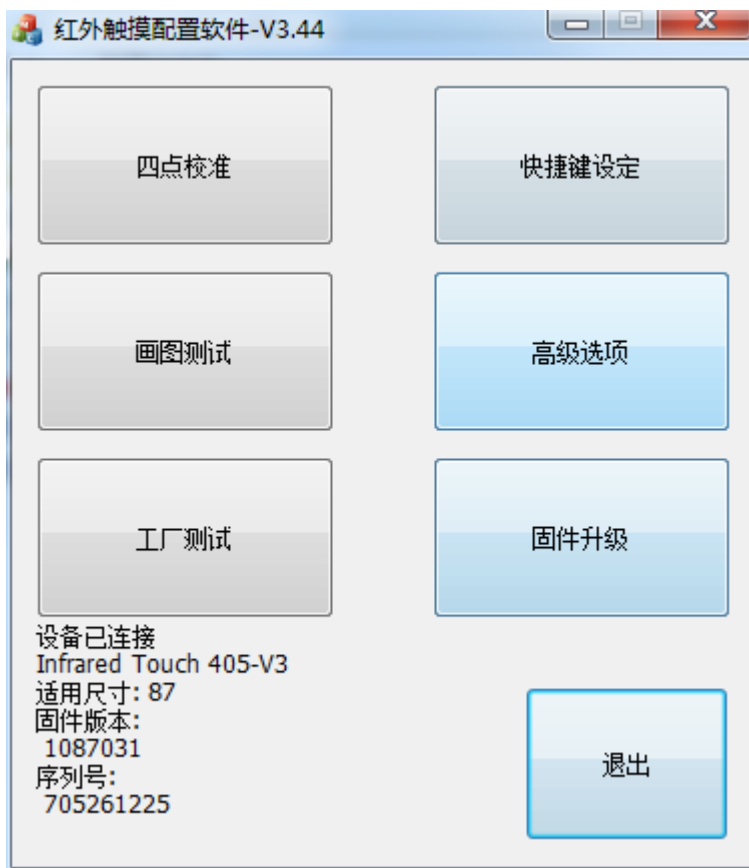 红外触摸配置软件-V3.44
四点校准
快捷键设定
画图测试
高级选项
工厂测试
固件升级
设备已连接
Infrared Touch 405-V3
适用尺寸: 87
固件版本:
1087031
序列号:
705261225
退出